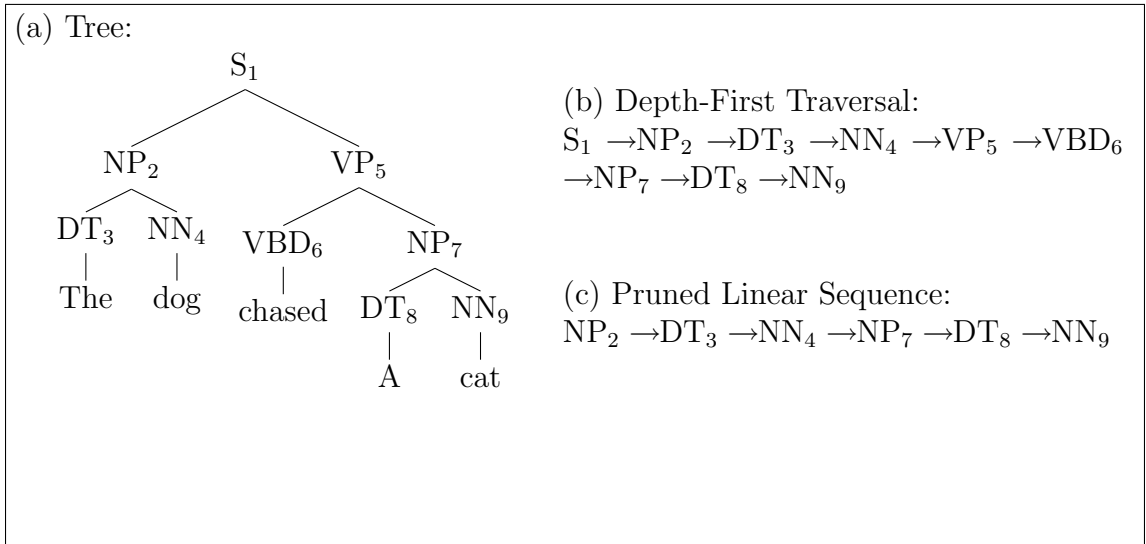 (a) Tree:
S₁
NP₂ VP₅
DT₃ NN₄ VBD₆ NP₇
The dog chased DT₈ NN₉
A cat
(b) Depth-First Traversal:
S₁ →NP₂ →DT₃ →NN₄ →VP₅ →VBD₆
→NP₇ →DT₈ →NN₉
(c) Pruned Linear Sequence:
NP₂ →DT₃ →NN₄ →NP₇ →DT₈ →NN₉